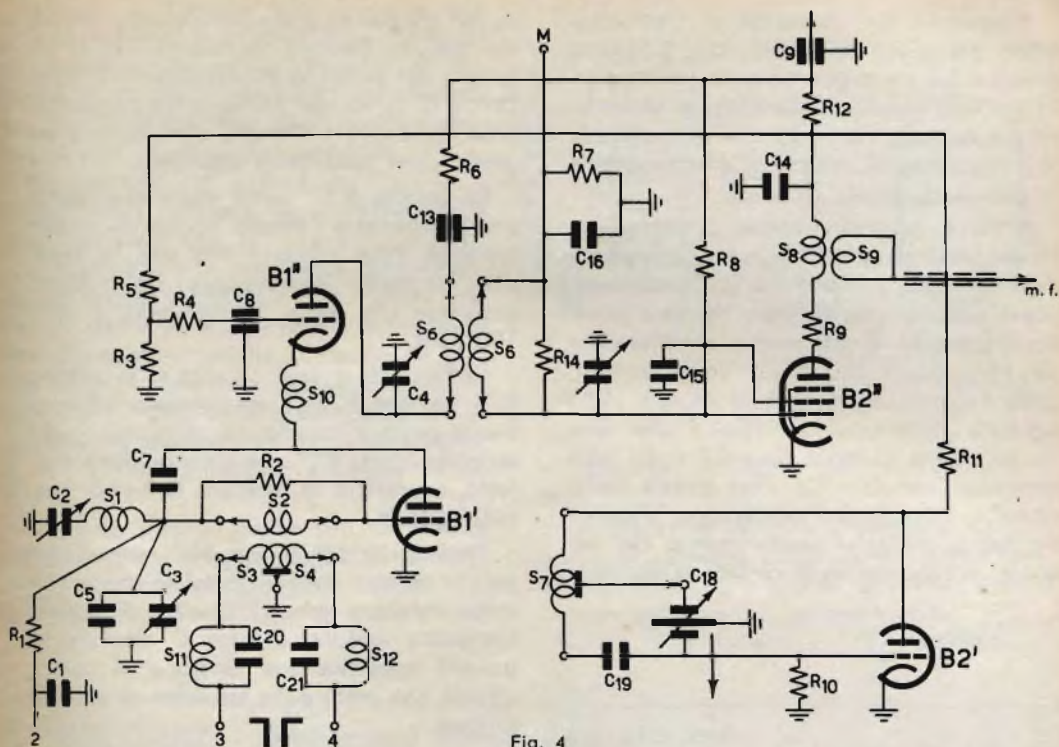 M
C9
R12
R6
R7
C14
C13
C16
R8
S8
S9
m.f.
B1"
R5
R4
C8
R9
S6
S6
R14
C15
R3
C4
B2"
S10
C7
R2
R11
C2
S1
S2
B1'
S3
S4
S7
C18
C5
C3
R1
C20
S11
C21
S12
C19
R10
B2'
C1
2
3
4
Fig. 4